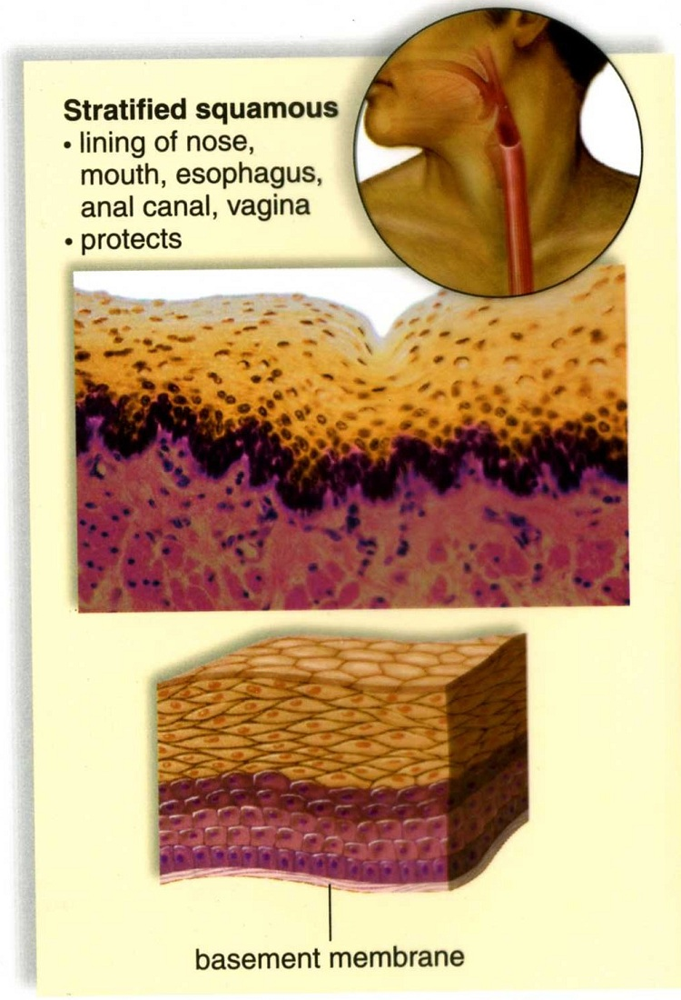 Stratified squamous
• lining of nose,
mouth, esophagus,
anal canal, vagina
• protects
basement membrane